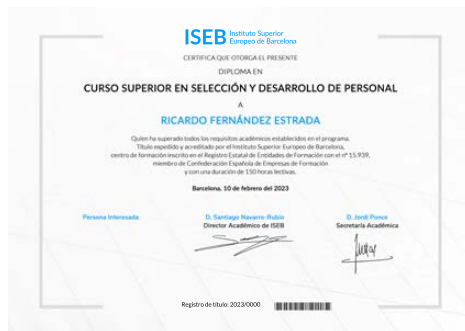 ISEB Instituto Superior
Europeo de Barcelona
CERTIFICA QUE OTORGA EL PRESENTE
DIPLOMA EN
CURSO SUPERIOR EN SELECCIÓN Y DESARROLLO DE PERSONAL
A
RICARDO FERNÁNDEZ ESTRADA
Quien ha superado todos los requisitos académicos establecidos en el programa.
Título expedido y acreditado por el Instituto Superior Europeo de Barcelona,
centro de formación inscrito en el Registro Estatal de Entidades de Formación con el nº 15.939,
miembro de Confederación Española de Empresas de Formación
y con una duración de 150 horas lectivas.
Barcelona, 10 de febrero del 2023
Persona Interesada
D. Santiago Navarro Rubio
Director Académico de ISEB
D. Jordi Ponce
Secretaría Académica
Registro de título: 2023/0000